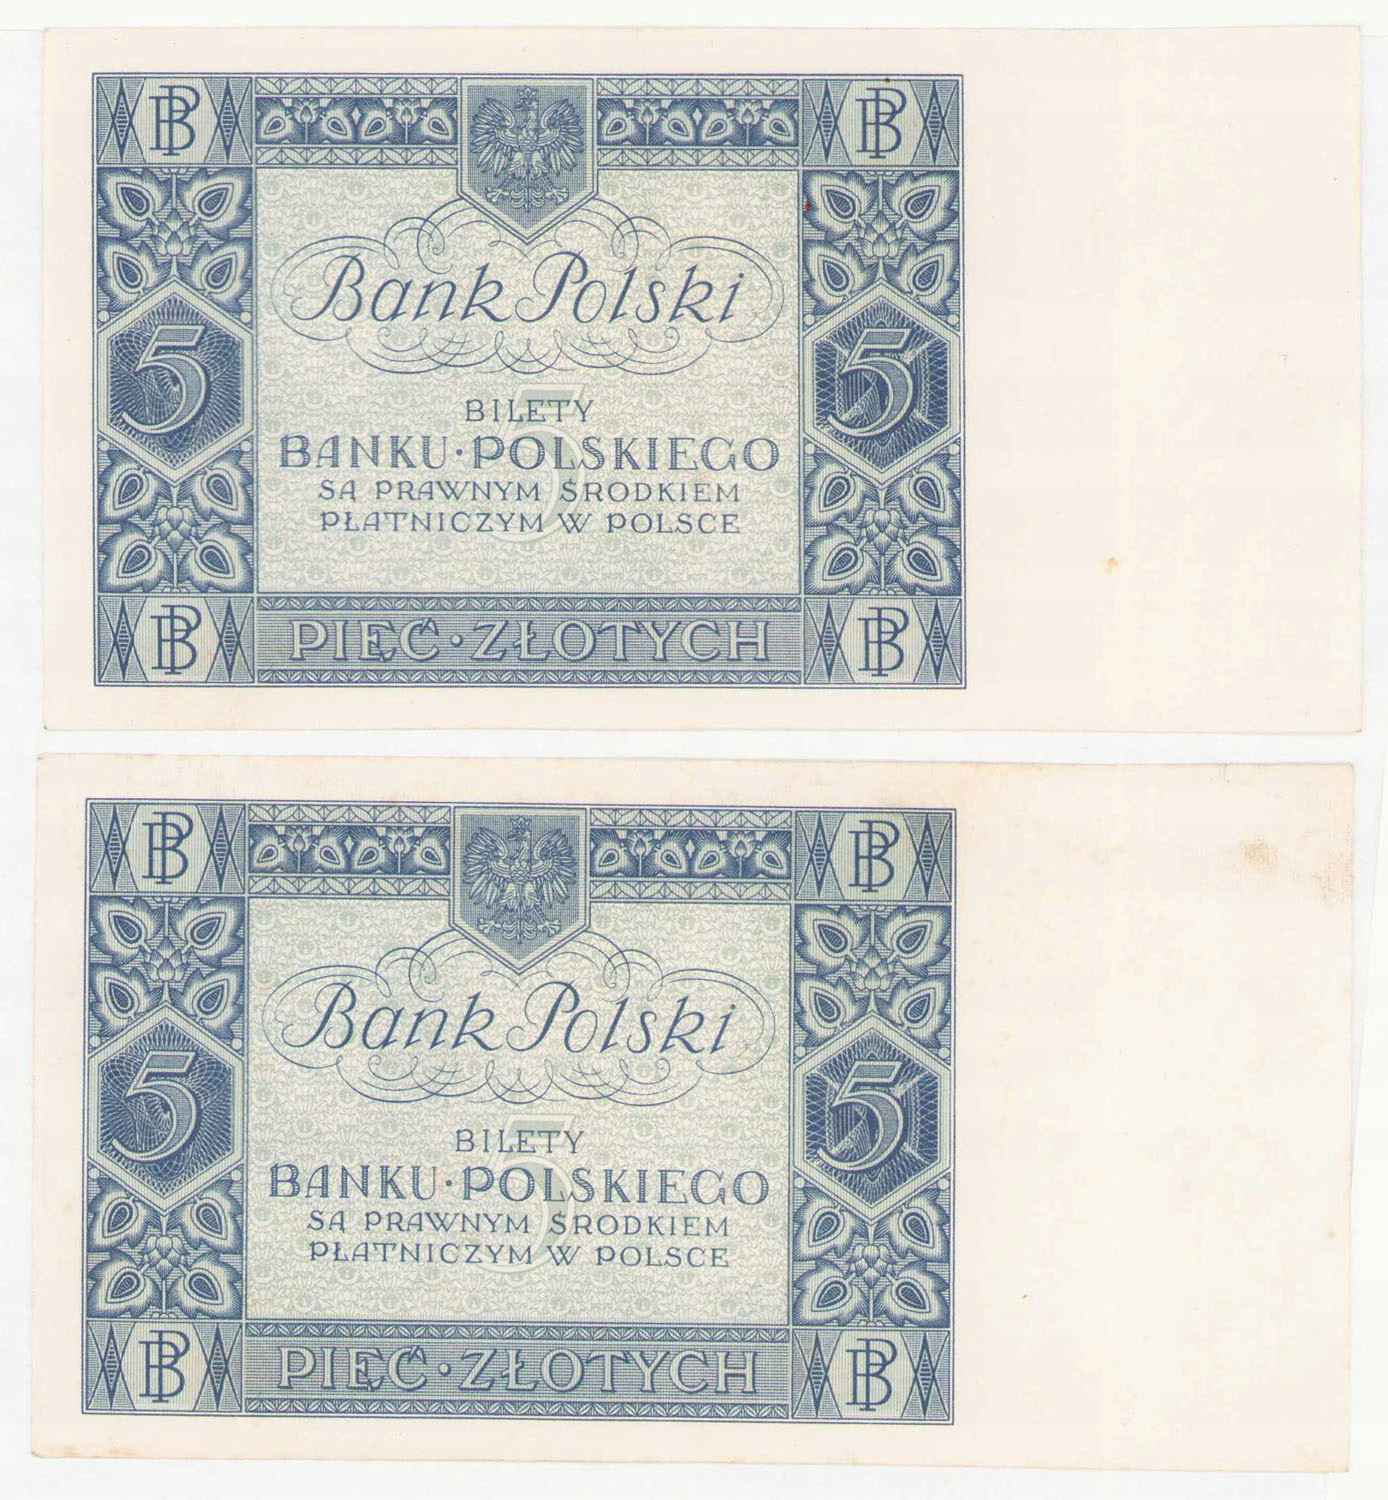 BP
BP
Bank Polski
5
5
BILETY
BANKU·POLSKIEGO
SĄ PRAWNYM ŚRODKIEM
PŁATNICZYM W POLSCE
BP
PIĘĆ·ZŁOTYCH
BP
BP
BP
Bank Polski
5
5
BILETY
BANKU·POLSKIEGO
SĄ PRAWNYM ŚRODKIEM
PŁATNICZYM W POLSCE
BP
PIĘĆ·ZŁOTYCH
BP